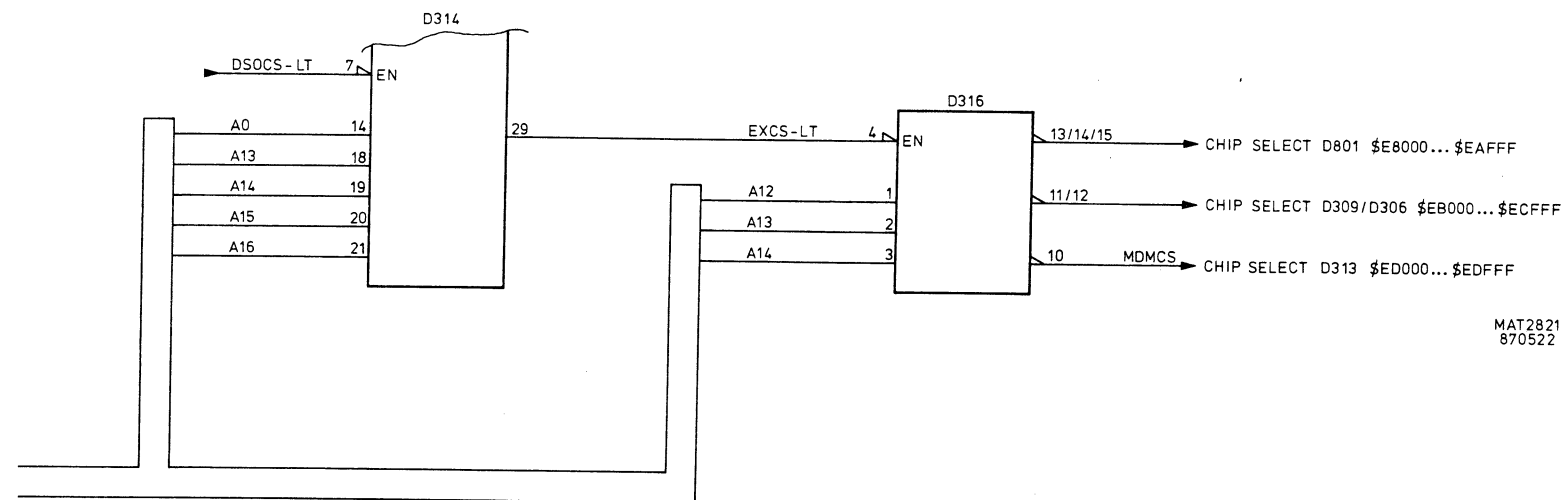 D314
DSOCS-LT 7 EN
A0 14
A13 18
A14 19
A15 20
A16 21
29 EXCS-LT 4 EN
D316
A12 1
A13 2
A14 3
13/14/15 CHIP SELECT D801 $E8000...$EAFFF
11/12 CHIP SELECT D309/D306 $EB000...$ECFFF
10 MDMCS CHIP SELECT D313 $ED000...$EDFFF
MAT2821
870522